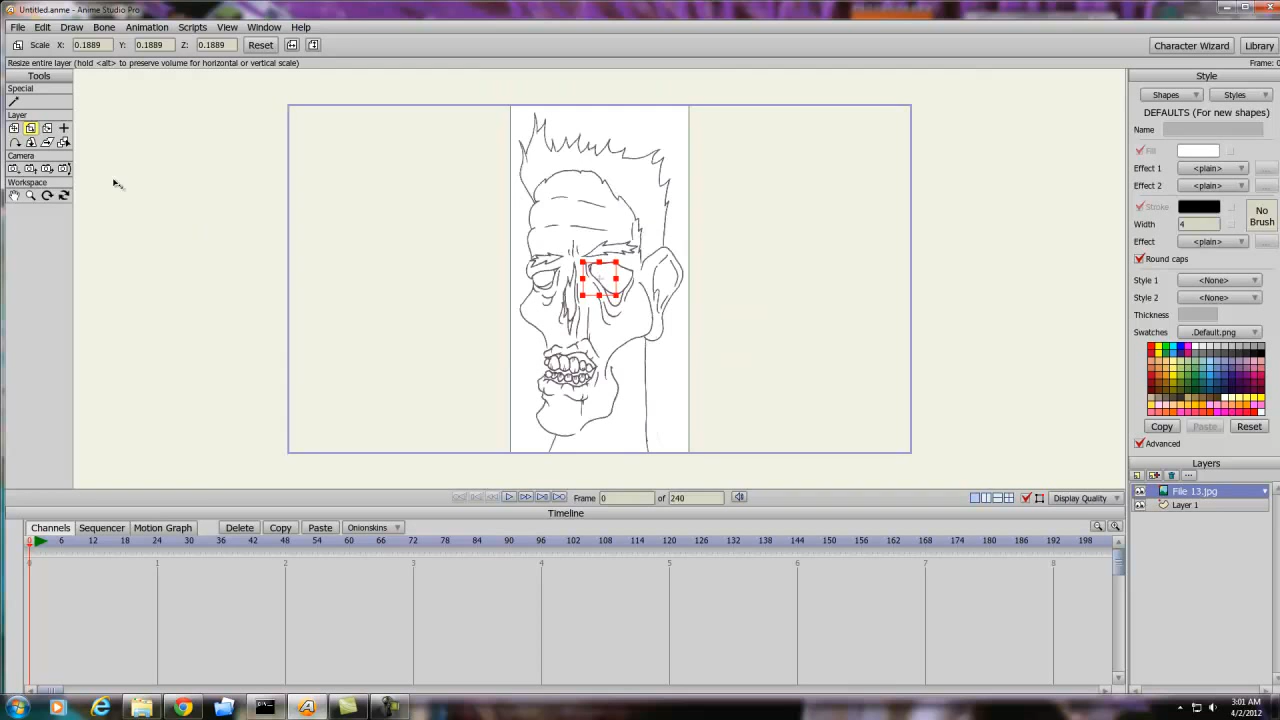 Untitled.anme - Anime Studio Pro
File Edit Draw Bone Animation Scripts View Window Help
Scale X: 0.1889 Y: 0.1889 Z: 0.1889 Reset Character Wizard Library
Resize entire layer (hold <alt> to preserve volume for horizontal or vertical scale) Frame: 0
Tools
Special
Layer
Camera
Workspace
Style
Shapes Styles
DEFAULTS (For new shapes)
Name
Fill
Effect 1 <plain> ...
Effect 2 <plain> ...
Stroke
No Brush
Width 4
Effect <plain> ...
Round caps
Style 1 <None>
Style 2 <None>
Thickness
Swatches .Default.png
Copy Paste Reset
Advanced
Layers
File 13.jpg
Layer 1
Frame 0 of 240 Display Quality
Timeline
Channels Sequencer Motion Graph Delete Copy Paste Onionskins
0 6 12 18 24 30 36 42 48 54 60 66 72 78 84 90 96 102 108 114 120 126 132 138 144 150 156 162 168 174 180 186 192 198
0 1 2 3 4 5 6 7 8
3:01 AM
4/2/2012